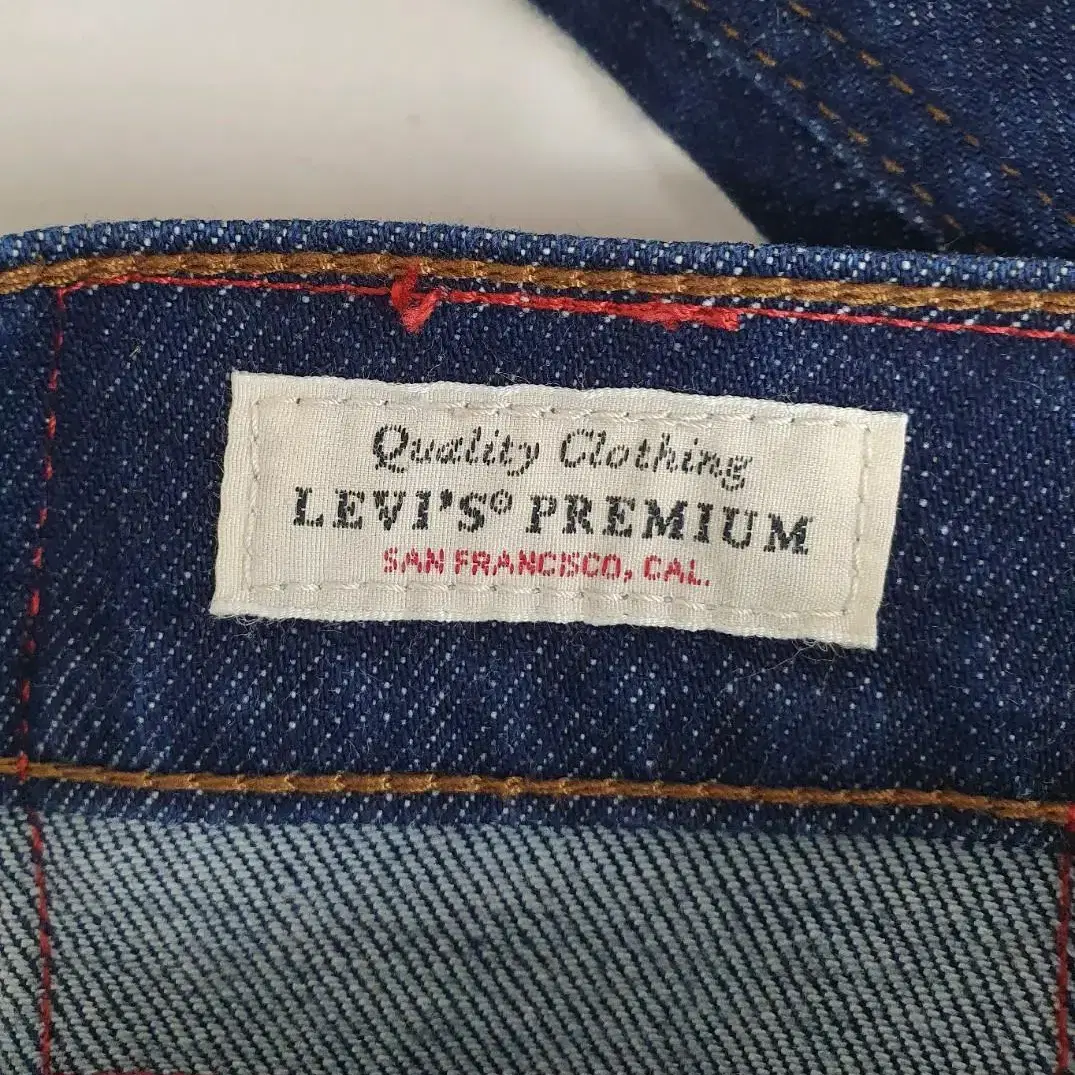 Quality Clothing
LEVI'S® PREMIUM
SAN FRANCISCO, CAL.